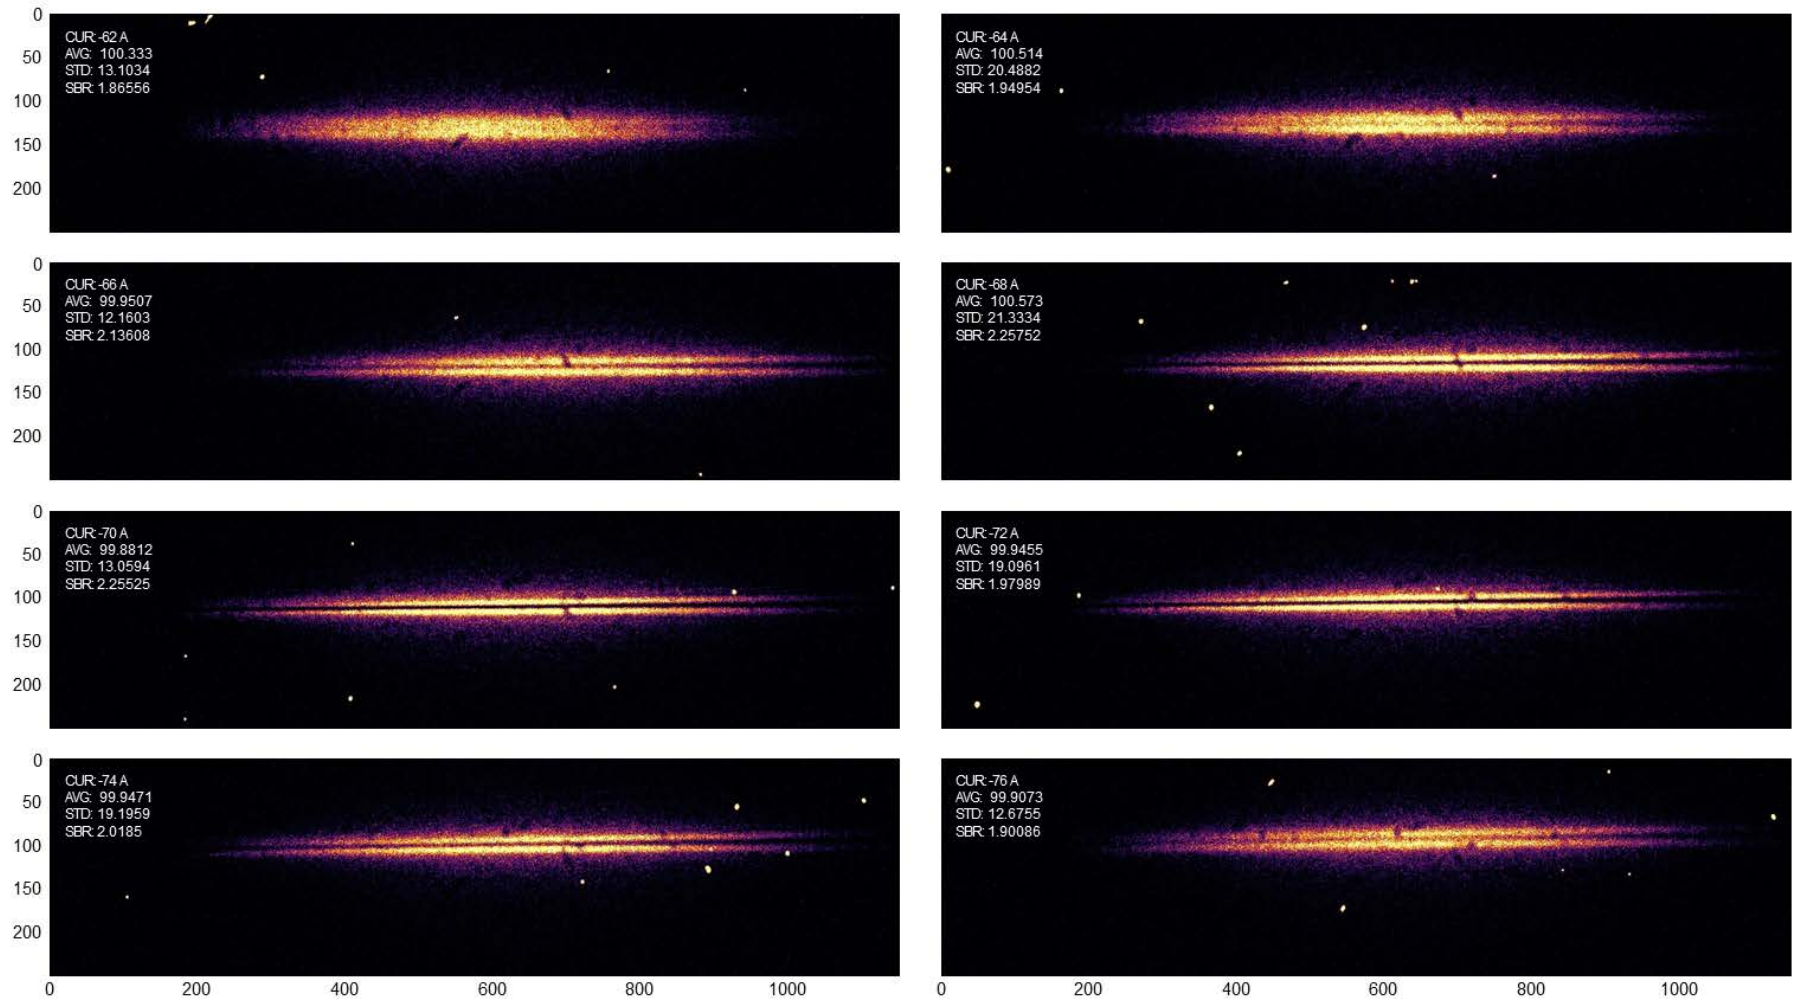 0
50
100
150
200
CUR: -62 A
AVG: 100.333
STD: 13.1034
SBR: 1.86556
CUR: -64 A
AVG: 100.514
STD: 20.4882
SBR: 1.94954
0
50
100
150
200
CUR: -66 A
AVG: 99.9507
STD: 12.1603
SBR: 2.13608
CUR: -68 A
AVG: 100.573
STD: 21.3334
SBR: 2.25752
0
50
100
150
200
CUR: -70 A
AVG: 99.8812
STD: 13.0594
SBR: 2.25525
CUR: -72 A
AVG: 99.9455
STD: 19.0961
SBR: 1.97989
0
50
100
150
200
CUR: -74 A
AVG: 99.9471
STD: 19.1959
SBR: 2.0185
CUR: -76 A
AVG: 99.9073
STD: 12.6755
SBR: 1.90086
0 200 400 600 800 1000
0 200 400 600 800 1000